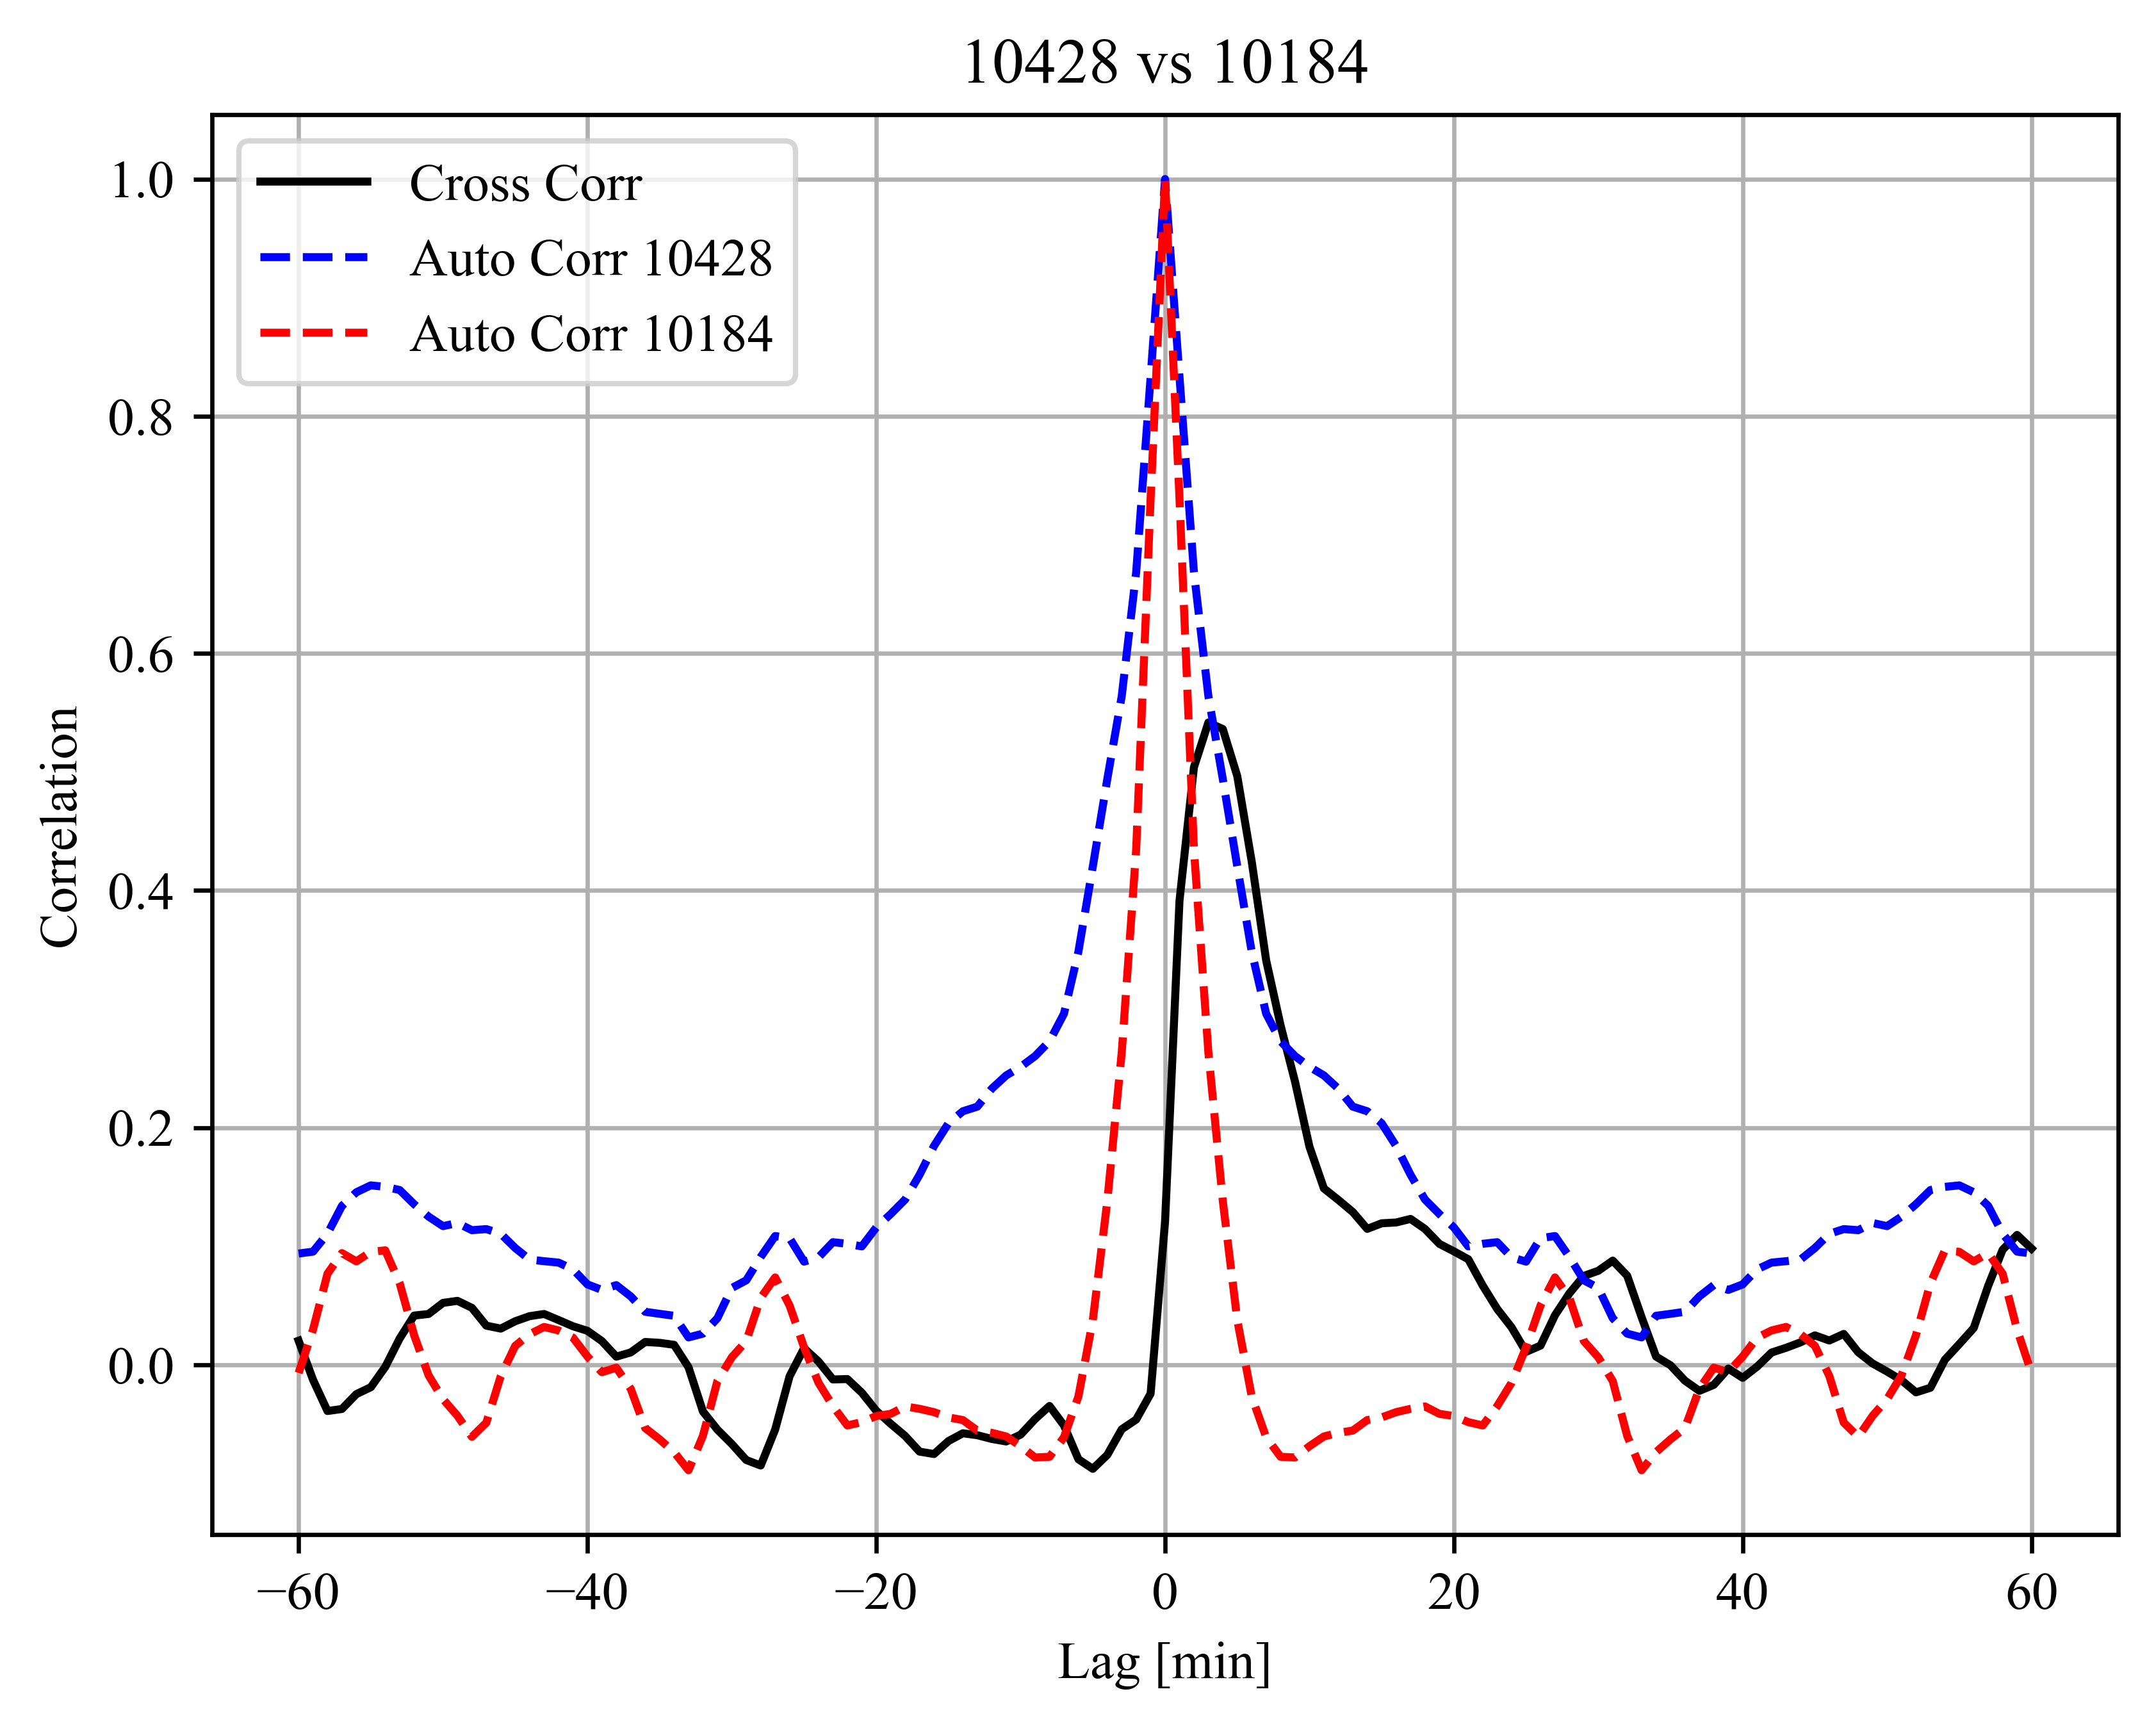 10428 vs 10184
Cross Corr
Auto Corr 10428
Auto Corr 10184
1.0
0.8
0.6
0.4
0.2
0.0
Correlation
−60 −40 −20 0 20 40 60
Lag [min]